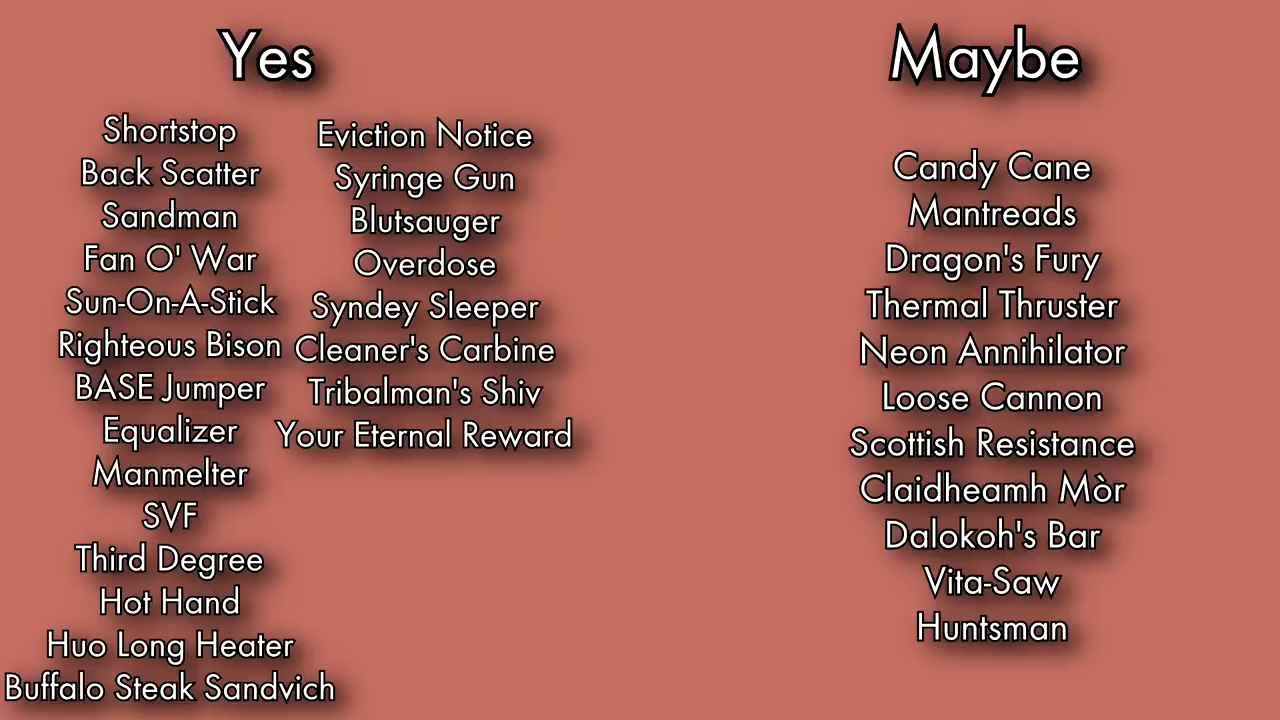 Yes
Shortstop
Back Scatter
Sandman
Fan O' War
Sun-On-A-Stick
Righteous Bison
BASE Jumper
Equalizer
Manmelter
SVF
Third Degree
Hot Hand
Huo Long Heater
Buffalo Steak Sandvich
Eviction Notice
Syringe Gun
Blutsauger
Overdose
Syndey Sleeper
Cleaner's Carbine
Tribalman's Shiv
Your Eternal Reward
Maybe
Candy Cane
Mantreads
Dragon's Fury
Thermal Thruster
Neon Annihilator
Loose Cannon
Scottish Resistance
Claidheamh Mòr
Dalokoh's Bar
Vita-Saw
Huntsman